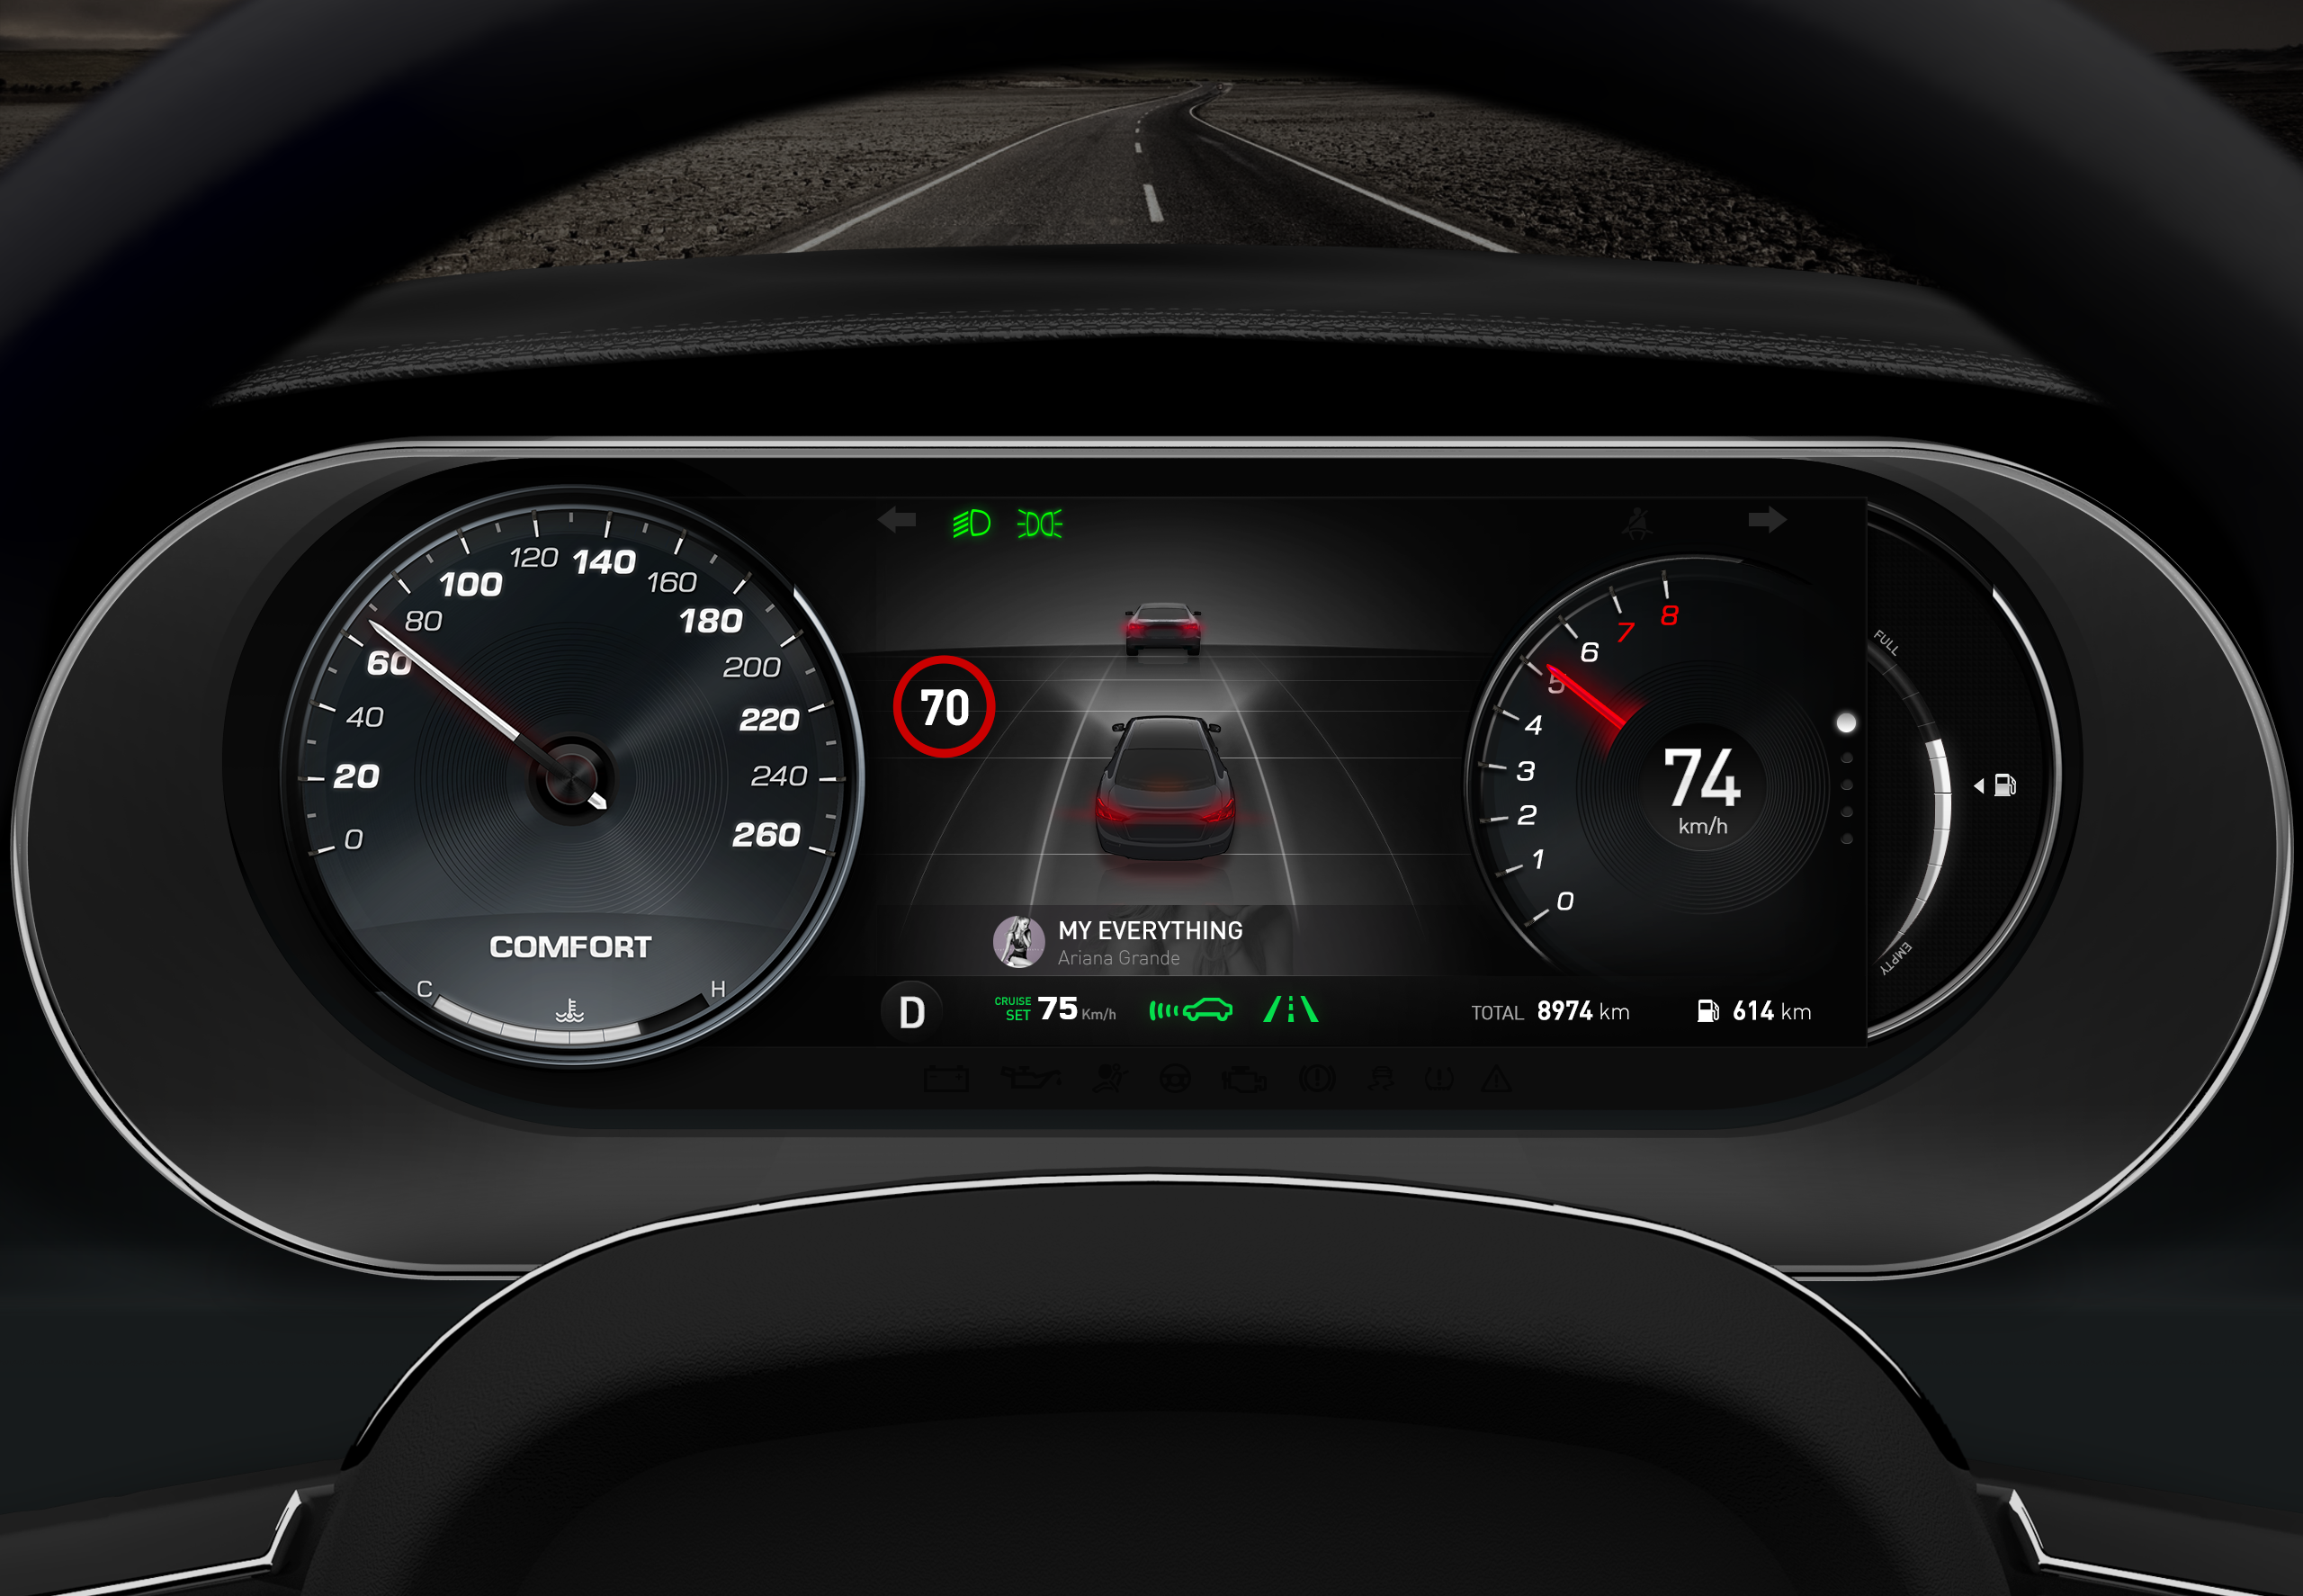 0
20
40
60
80
100
120
140
160
180
200
220
240
260
COMFORT
C
H
70
MY EVERYTHING
Ariana Grande
D
CRUISE
SET 75 Km/h
0
1
2
3
4
5
6
7
8
74
km/h
TOTAL 8974 km
614 km
FULL
EMPTY